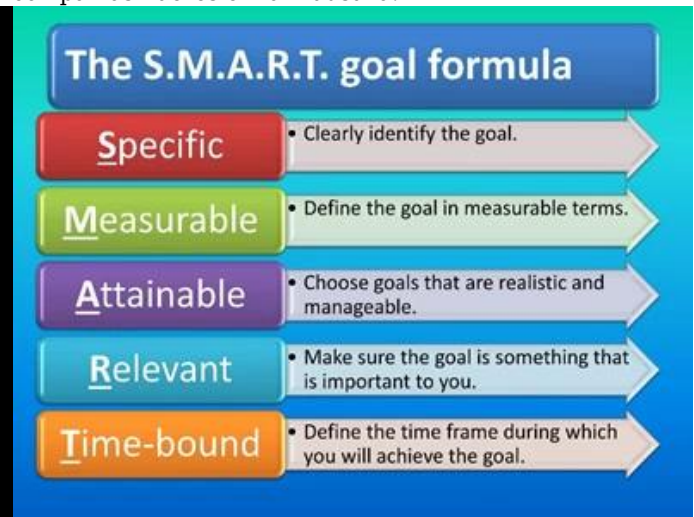 The S.M.A.R.T. goal formula
Specific
• Clearly identify the goal.
Measurable
• Define the goal in measurable terms.
Attainable
• Choose goals that are realistic and
manageable.
Relevant
• Make sure the goal is something that
is important to you.
Time-bound
• Define the time frame during which
you will achieve the goal.